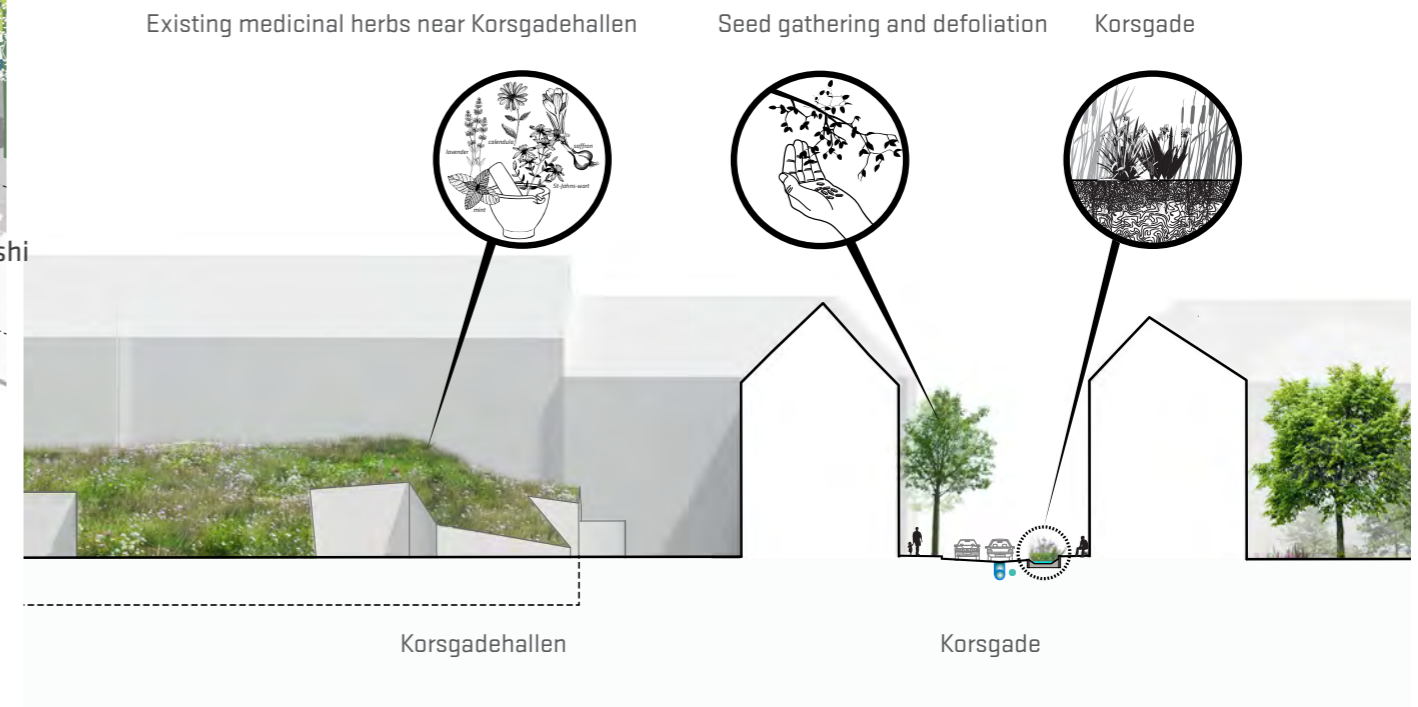 Existing medicinal herbs near Korsgadehallen
Seed gathering and defoliation
Korsgade
lavender
calendula
saffron
St-Johns-wort
mint
shi
Korsgadehallen
Korsgade